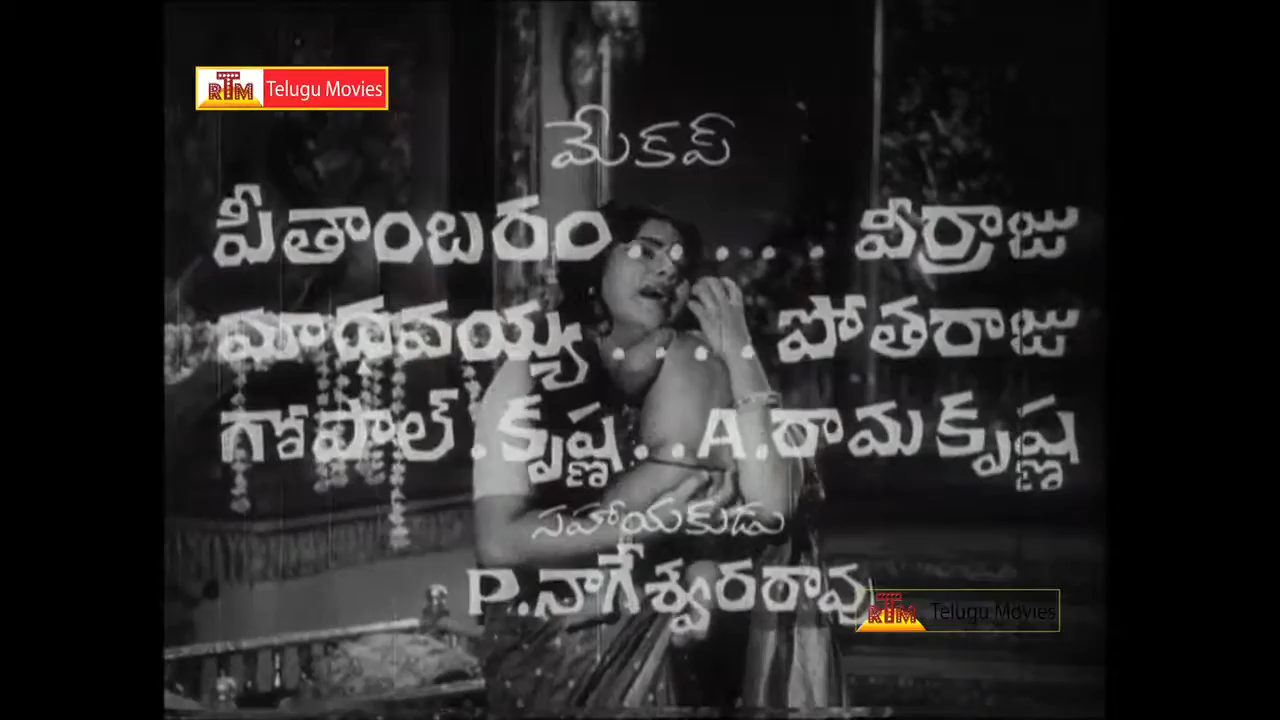 RTM Telugu Movies
మేకప్
పీతాంబరం..... వీర్రాజు
మాధవయ్య.... పోతరాజు
గోపాల్.కృష్ణ..A.రామకృష్ణ
సహాయకుడు
P.నాగేశ్వరరావు
RTM Telugu Movies